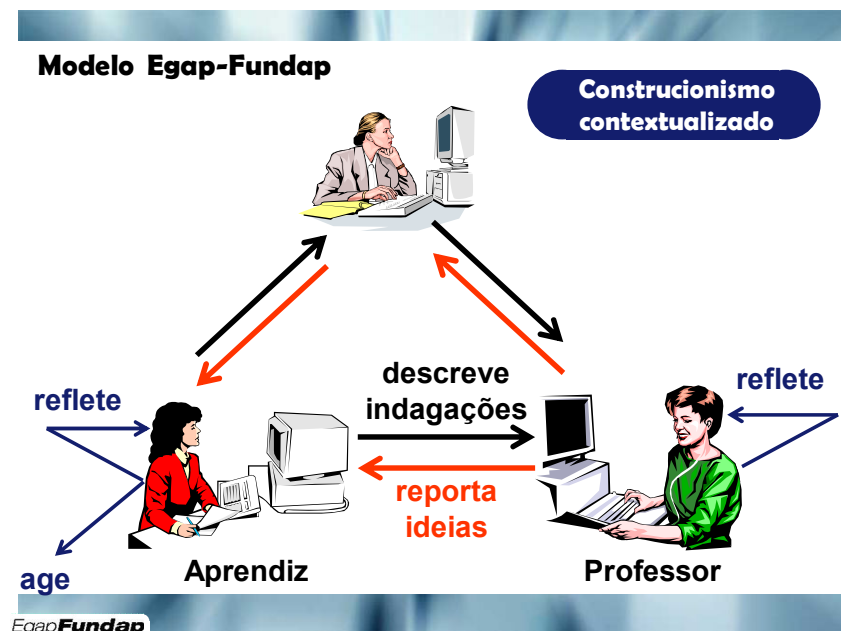 Modelo Egap-Fundap
Construcionismo
contextualizado
descreve
indagações
reflete
reflete
reporta
ideias
age
Aprendiz
Professor
EgapFundap